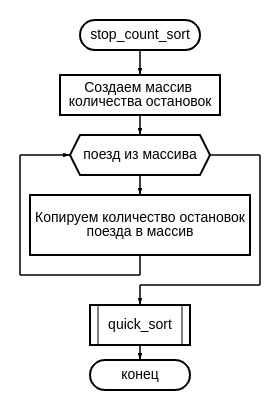 stop_count_sort
Создаем массив
количества остановок
поезд из массива
Копируем количество остановок
поезда в массив
quick_sort
конец